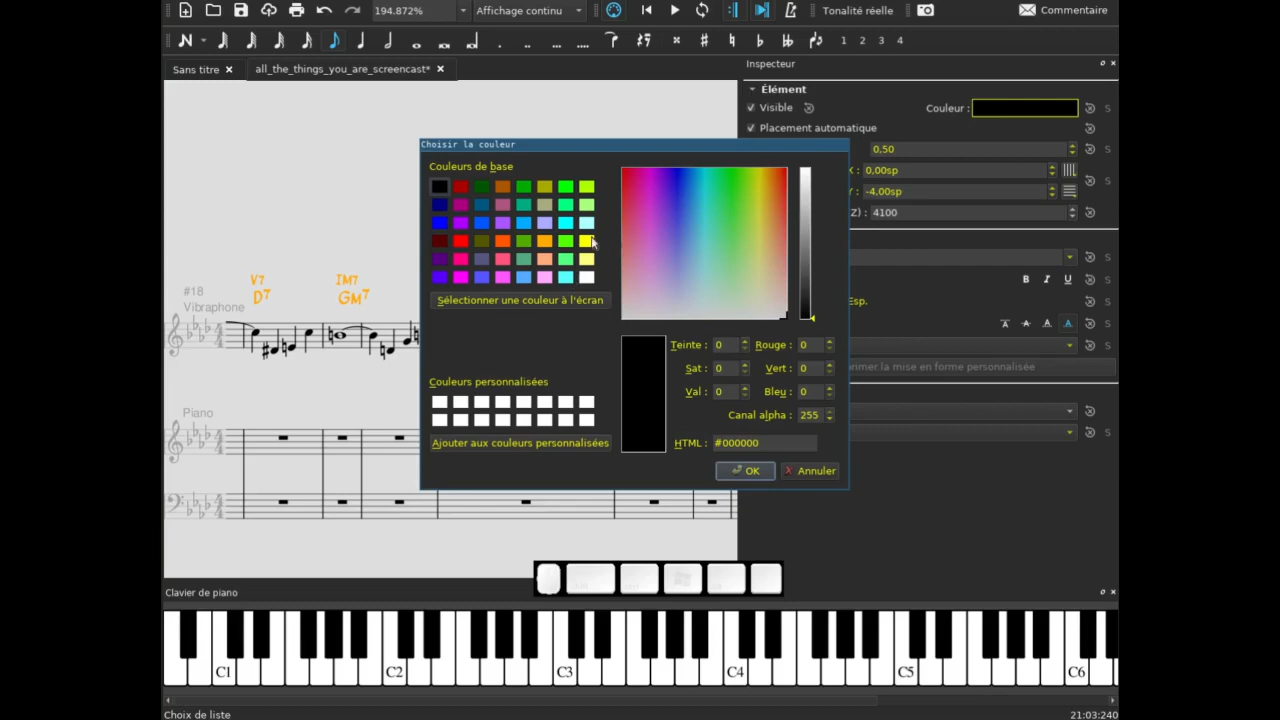 194.872%
Affichage continu
Tonalité réelle
Commentaire
1 2 3 4
Sans titre
all_the_things_you_are_screencast*
Inspecteur
Élément
Visible
Couleur :
S
Placement automatique
0,50
S
X : 0,00sp
Y : -4,00sp
Z) : 4100
S
B I U S
Esp.
A A A A S
S
rimer la mise en forme personnalisée
S
Choisir la couleur
Couleurs de base
Sélectionner une couleur à l'écran
Couleurs personnalisées
Ajouter aux couleurs personnalisées
Teinte : 0 Rouge : 0
Sat : 0 Vert : 0
Val : 0 Bleu : 0
Canal alpha : 255
HTML : #000000
OK Annuler
V7 IM7
D7 GM7
#18
Vibraphone
Piano
Clavier de piano
C1 C2 C3 C4 C5 C6
Choix de liste
21:03:240